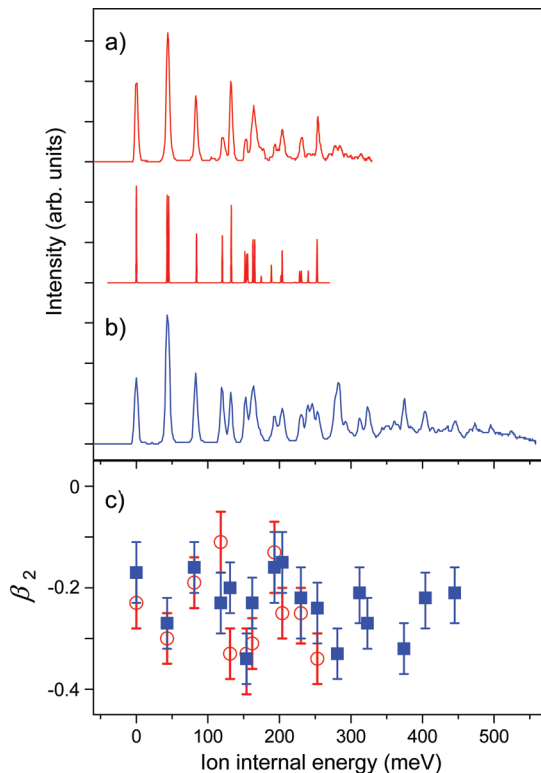 a)
Intensity (arb. units)
b)
c)
0
-0.2
-0.4
β2
0 100 200 300 400 500
Ion internal energy (meV)